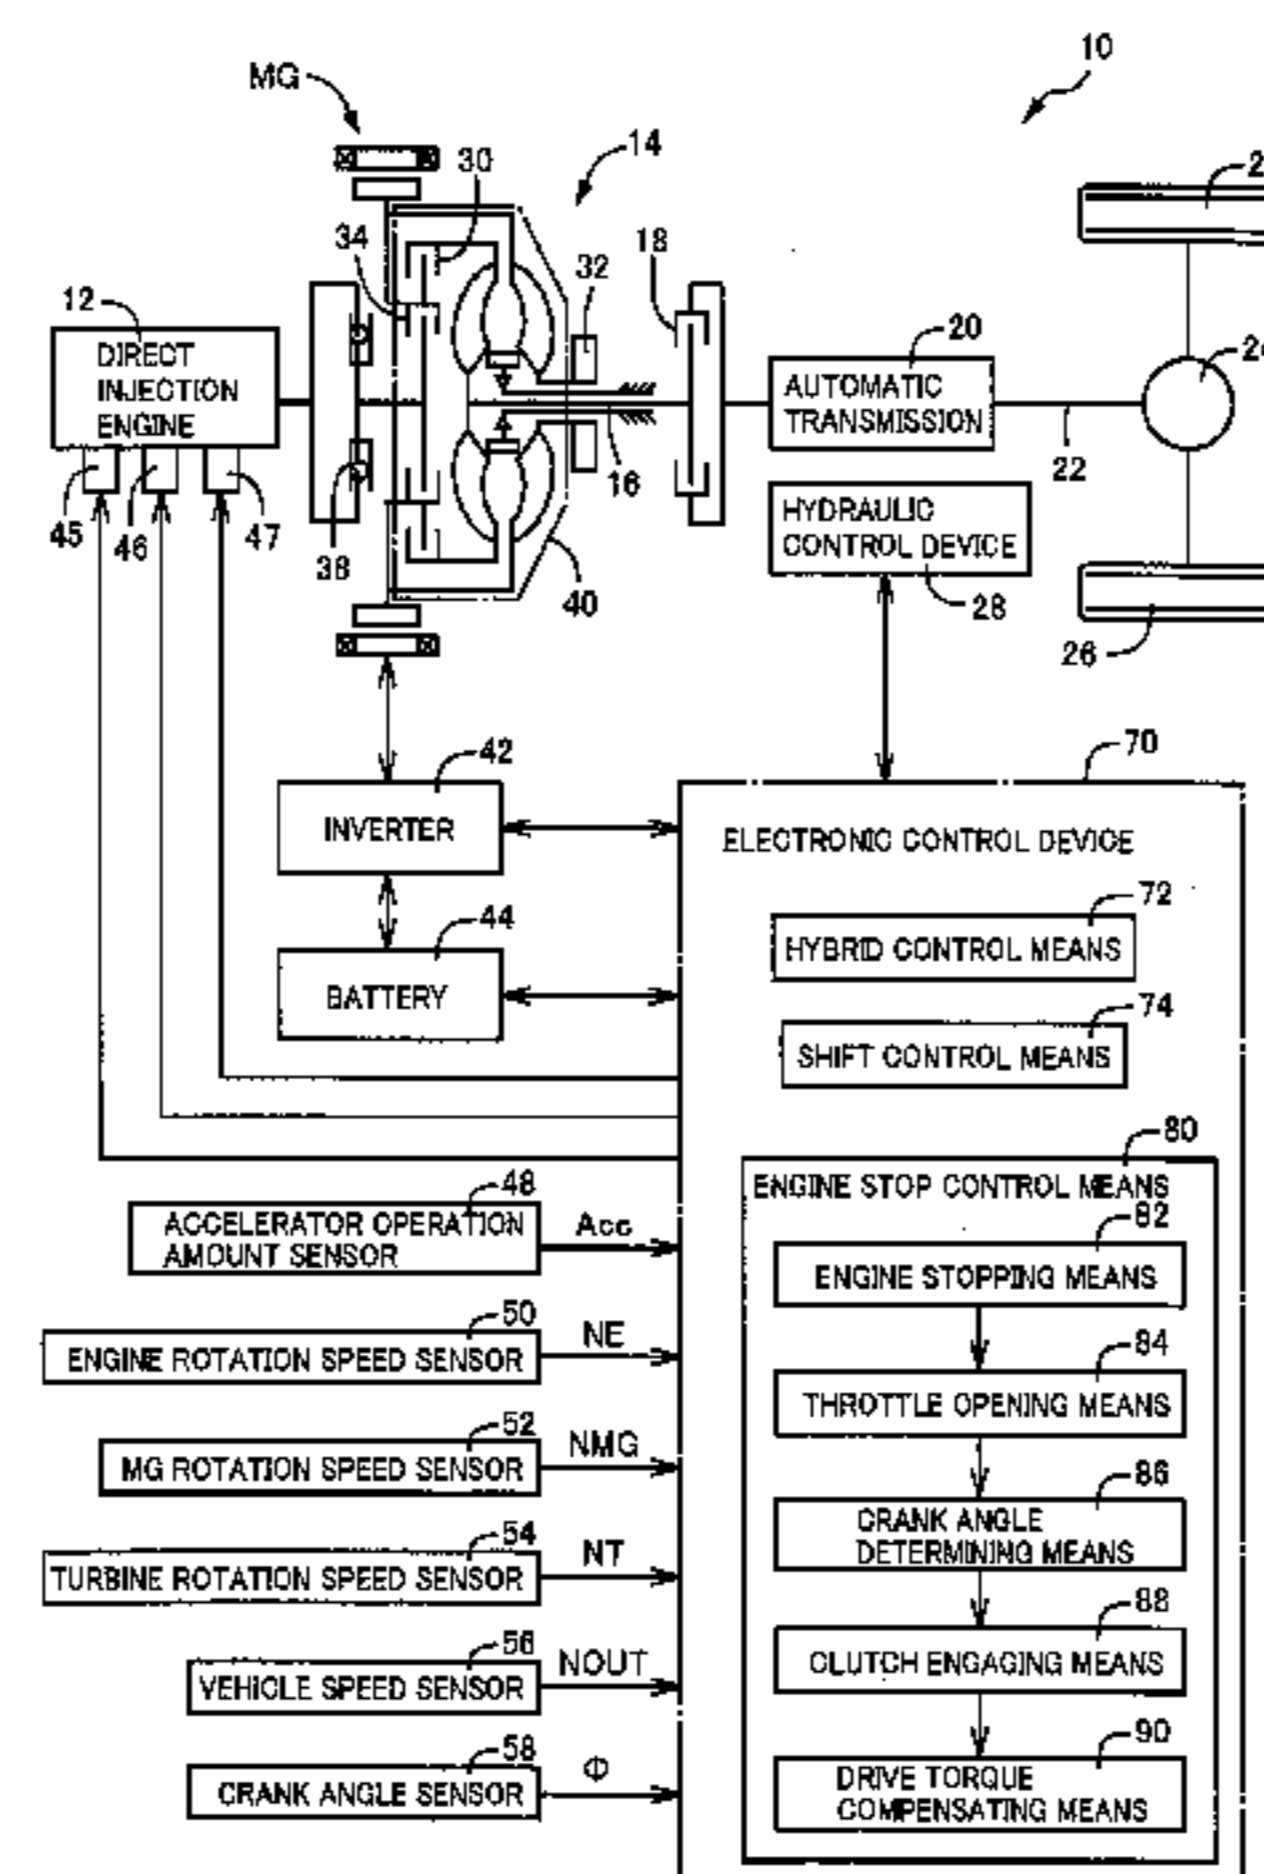 10
MG
14
30
34
18
32
12
DIRECT
INJECTION
ENGINE
20
AUTOMATIC
TRANSMISSION
22
16
45
46
47
38
40
HYDRAULIC
CONTROL DEVICE
28
26
42
INVERTER
44
BATTERY
70
ELECTRONIC CONTROL DEVICE
72
HYBRID CONTROL MEANS
74
SHIFT CONTROL MEANS
80
ENGINE STOP CONTROL MEANS
82
ENGINE STOPPING MEANS
84
THROTTLE OPENING MEANS
86
CRANK ANGLE
DETERMINING MEANS
88
CLUTCH ENGAGING MEANS
90
DRIVE TORQUE
COMPENSATING MEANS
48
ACCELERATOR OPERATION
AMOUNT SENSOR
Acc
50
ENGINE ROTATION SPEED SENSOR
NE
52
MG ROTATION SPEED SENSOR
NMG
54
TURBINE ROTATION SPEED SENSOR
NT
56
VEHICLE SPEED SENSOR
NOUT
58
CRANK ANGLE SENSOR
Φ